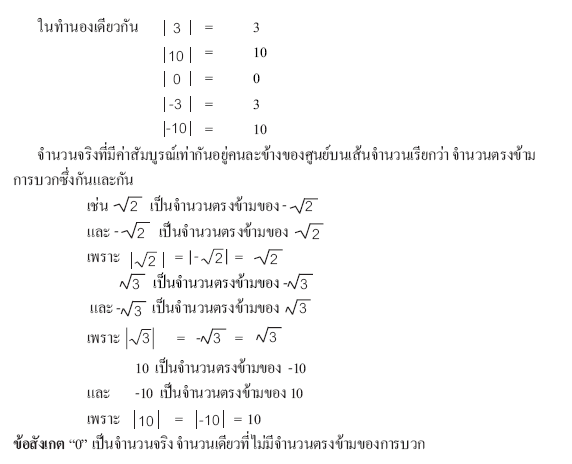 ในทำนองเดียวกัน | 3 | = 3
|10 | = 10
| 0 | = 0
|-3 | = 3
|-10| = 10
จำนวนจริงที่มีค่าสัมบูรณ์เท่ากันอยู่คนละข้างของศูนย์บนเส้นจำนวนเรียกว่า จำนวนตรงข้าม
การบวกซึ่งกันและกัน
เช่น √2 เป็นจำนวนตรงข้ามของ -√2
และ -√2 เป็นจำนวนตรงข้ามของ √2
เพราะ |√2 | = |-√2| = √2
√3 เป็นจำนวนตรงข้ามของ -√3
และ -√3 เป็นจำนวนตรงข้ามของ √3
เพราะ |√3| = -√3 = √3
10 เป็นจำนวนตรงข้ามของ -10
และ -10 เป็นจำนวนตรงข้ามของ 10
เพราะ |10 | = |-10| = 10
ข้อสังเกต “0” เป็นจำนวนจริง จำนวนเดียวที่ไม่มีจำนวนตรงข้ามของการบวก